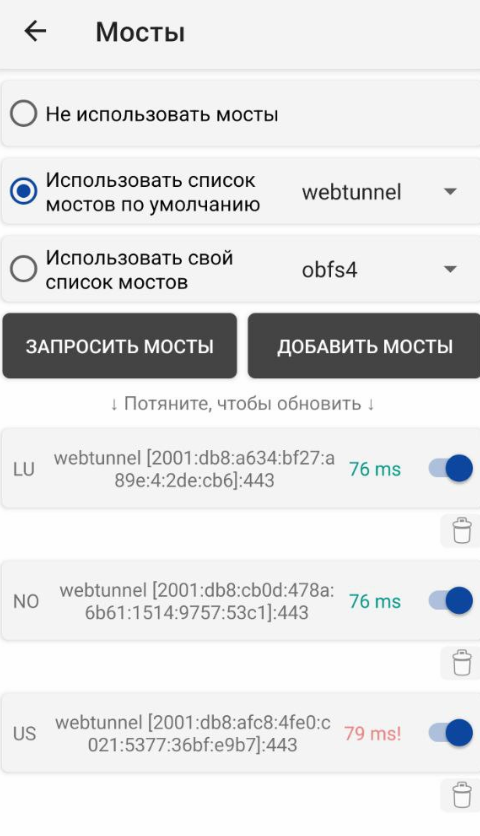 Мосты
Не использовать мосты
Использовать список
мостов по умолчанию
webtunnel
Использовать свой
список мостов
obfs4
ЗАПРОСИТЬ МОСТЫ
ДОБАВИТЬ МОСТЫ
↓ Потяните, чтобы обновить ↓
LU
webtunnel [2001:db8:a634:bf27:a
89e:4:2de:cb6]:443
76 ms
NO
webtunnel [2001:db8:cb0d:478a:
6b61:1514:9757:53c1]:443
76 ms
US
webtunnel [2001:db8:afc8:4fe0:c
021:5377:36bf:e9b7]:443
79 ms!